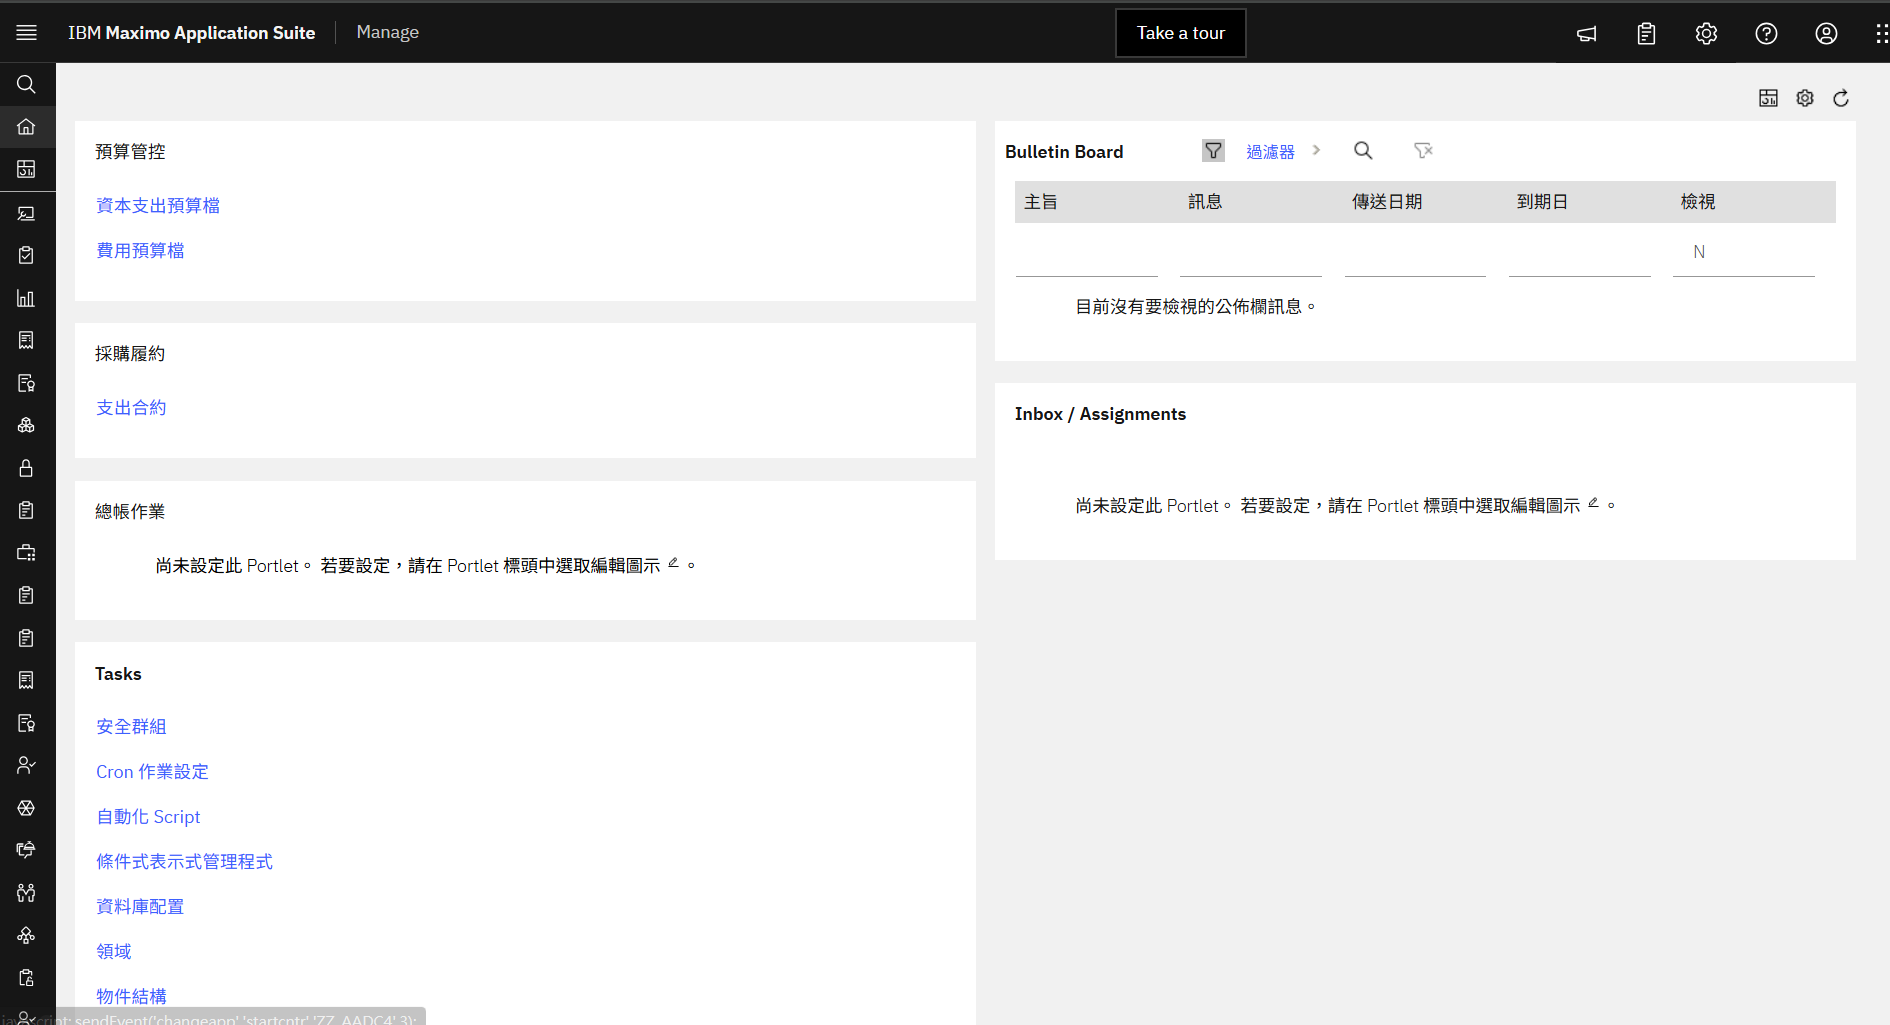 IBM Maximo Application Suite
Manage
Take a tour
預算管控
資本支出預算檔
費用預算檔
採購履約
支出合約
總帳作業
尚未設定此 Portlet。 若要設定，請在 Portlet 標頭中選取編輯圖示 。
Tasks
安全群組
Cron 作業設定
自動化 Script
條件式表示式管理程式
資料庫配置
領域
物件結構
Bulletin Board
過濾器
主旨 訊息 傳送日期 到期日 檢視
N
目前沒有要檢視的公佈欄訊息。
Inbox / Assignments
尚未設定此 Portlet。 若要設定，請在 Portlet 標頭中選取編輯圖示 。
javascript: sendEvent('changeapp','startcntr','ZZ_AADC4',3);